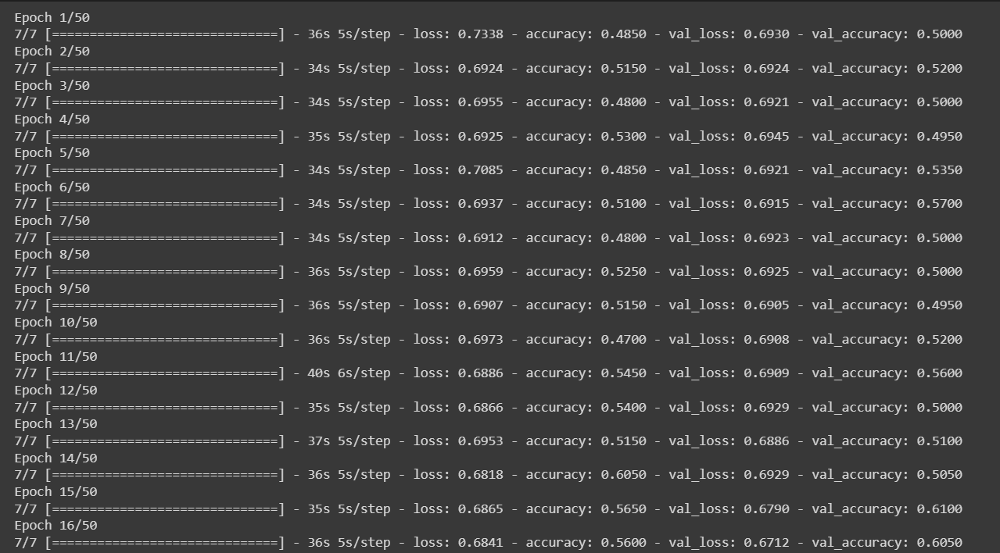 Epoch 1/50
7/7 [==============================] - 36s 5s/step - loss: 0.7338 - accuracy: 0.4850 - val_loss: 0.6930 - val_accuracy: 0.5000
Epoch 2/50
7/7 [==============================] - 34s 5s/step - loss: 0.6924 - accuracy: 0.5150 - val_loss: 0.6924 - val_accuracy: 0.5200
Epoch 3/50
7/7 [==============================] - 34s 5s/step - loss: 0.6955 - accuracy: 0.4800 - val_loss: 0.6921 - val_accuracy: 0.5000
Epoch 4/50
7/7 [==============================] - 35s 5s/step - loss: 0.6925 - accuracy: 0.5300 - val_loss: 0.6945 - val_accuracy: 0.4950
Epoch 5/50
7/7 [==============================] - 34s 5s/step - loss: 0.7085 - accuracy: 0.4850 - val_loss: 0.6921 - val_accuracy: 0.5350
Epoch 6/50
7/7 [==============================] - 34s 5s/step - loss: 0.6937 - accuracy: 0.5100 - val_loss: 0.6915 - val_accuracy: 0.5700
Epoch 7/50
7/7 [==============================] - 34s 5s/step - loss: 0.6912 - accuracy: 0.4800 - val_loss: 0.6923 - val_accuracy: 0.5000
Epoch 8/50
7/7 [==============================] - 36s 5s/step - loss: 0.6959 - accuracy: 0.5250 - val_loss: 0.6925 - val_accuracy: 0.5000
Epoch 9/50
7/7 [==============================] - 36s 5s/step - loss: 0.6907 - accuracy: 0.5150 - val_loss: 0.6905 - val_accuracy: 0.4950
Epoch 10/50
7/7 [==============================] - 36s 5s/step - loss: 0.6973 - accuracy: 0.4700 - val_loss: 0.6908 - val_accuracy: 0.5200
Epoch 11/50
7/7 [==============================] - 40s 6s/step - loss: 0.6886 - accuracy: 0.5450 - val_loss: 0.6909 - val_accuracy: 0.5600
Epoch 12/50
7/7 [==============================] - 35s 5s/step - loss: 0.6866 - accuracy: 0.5400 - val_loss: 0.6929 - val_accuracy: 0.5000
Epoch 13/50
7/7 [==============================] - 37s 5s/step - loss: 0.6953 - accuracy: 0.5150 - val_loss: 0.6886 - val_accuracy: 0.5100
Epoch 14/50
7/7 [==============================] - 36s 5s/step - loss: 0.6818 - accuracy: 0.6050 - val_loss: 0.6929 - val_accuracy: 0.5050
Epoch 15/50
7/7 [==============================] - 35s 5s/step - loss: 0.6865 - accuracy: 0.5650 - val_loss: 0.6790 - val_accuracy: 0.6100
Epoch 16/50
7/7 [==============================] - 36s 5s/step - loss: 0.6841 - accuracy: 0.5600 - val_loss: 0.6712 - val_accuracy: 0.6050